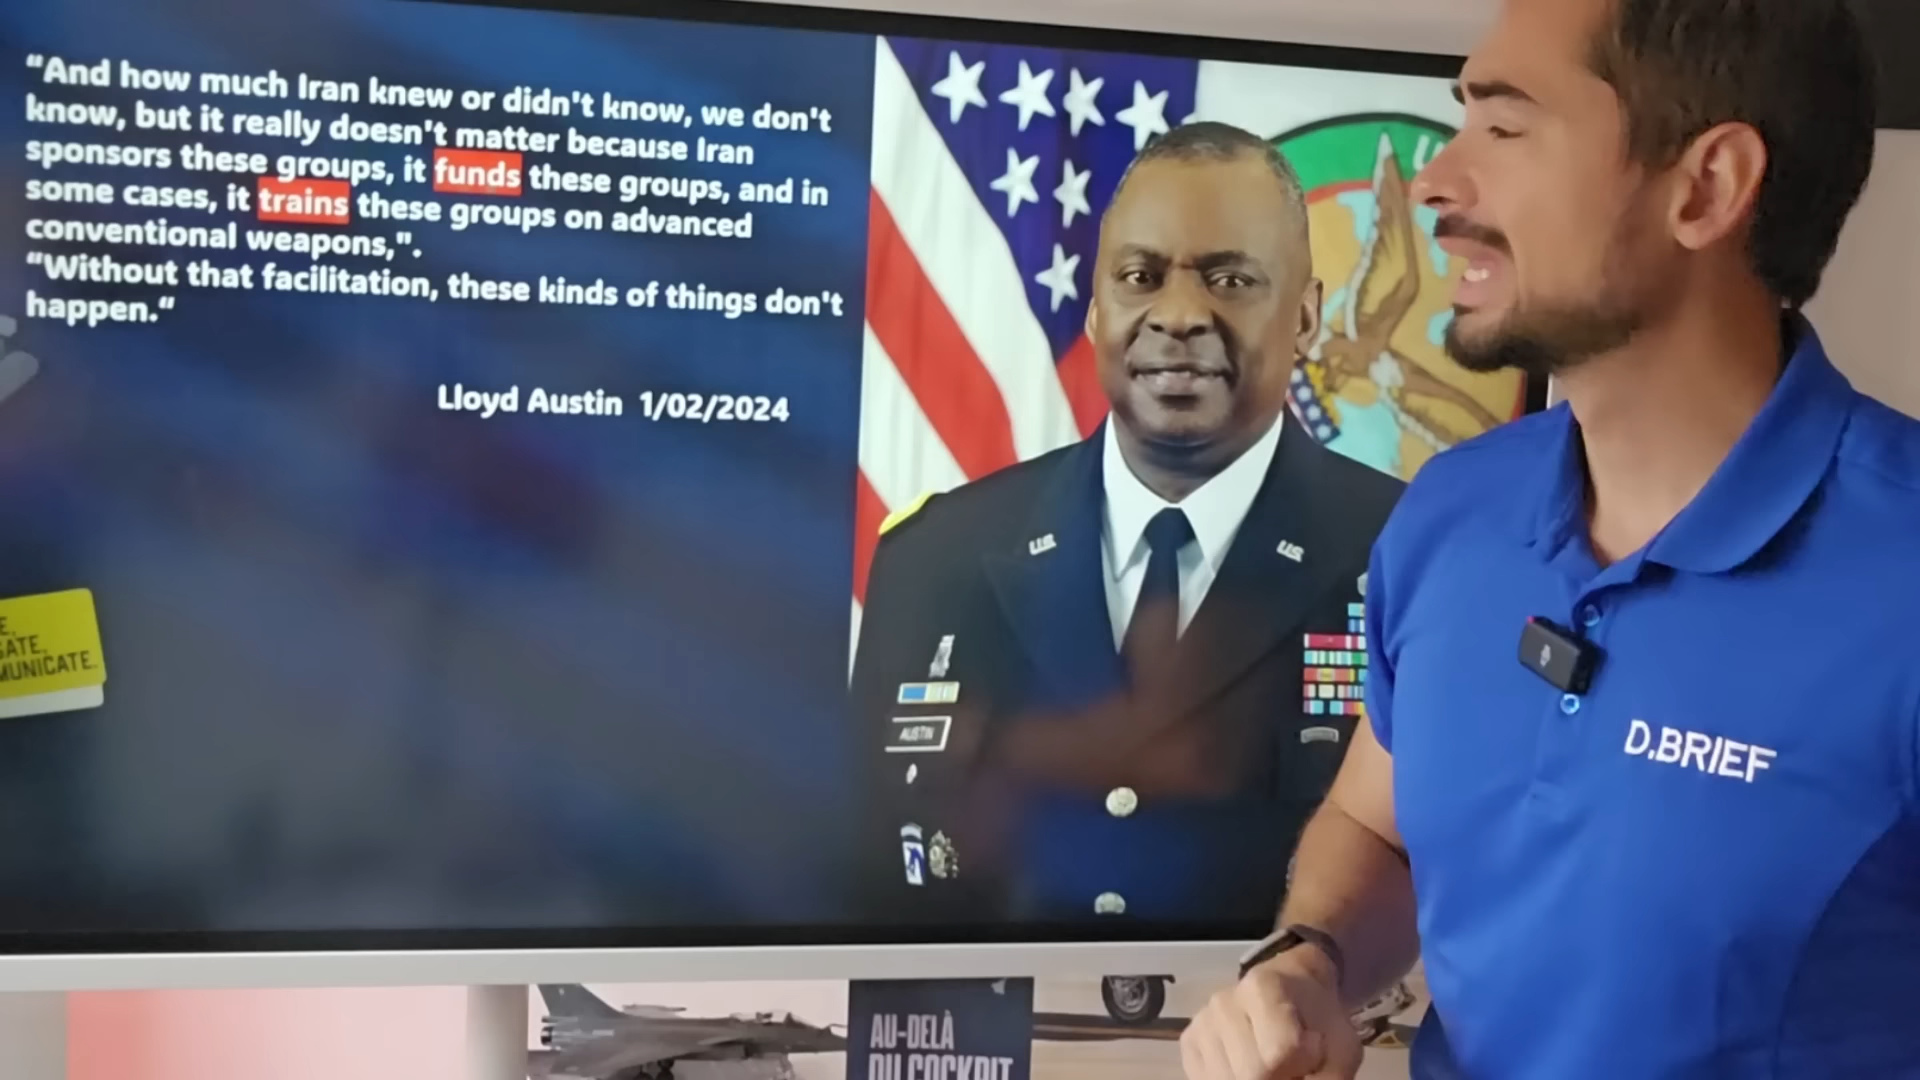 “And how much Iran knew or didn't know, we don't
know, but it really doesn't matter because Iran
sponsors these groups, it funds these groups, and in
some cases, it trains these groups on advanced
conventional weapons,".
“Without that facilitation, these kinds of things don't
happen.“
Lloyd Austin 1/02/2024
U.S.
U.S.
AUSTIN
D.BRIEF
AU-DELÀ
DU COCKPIT